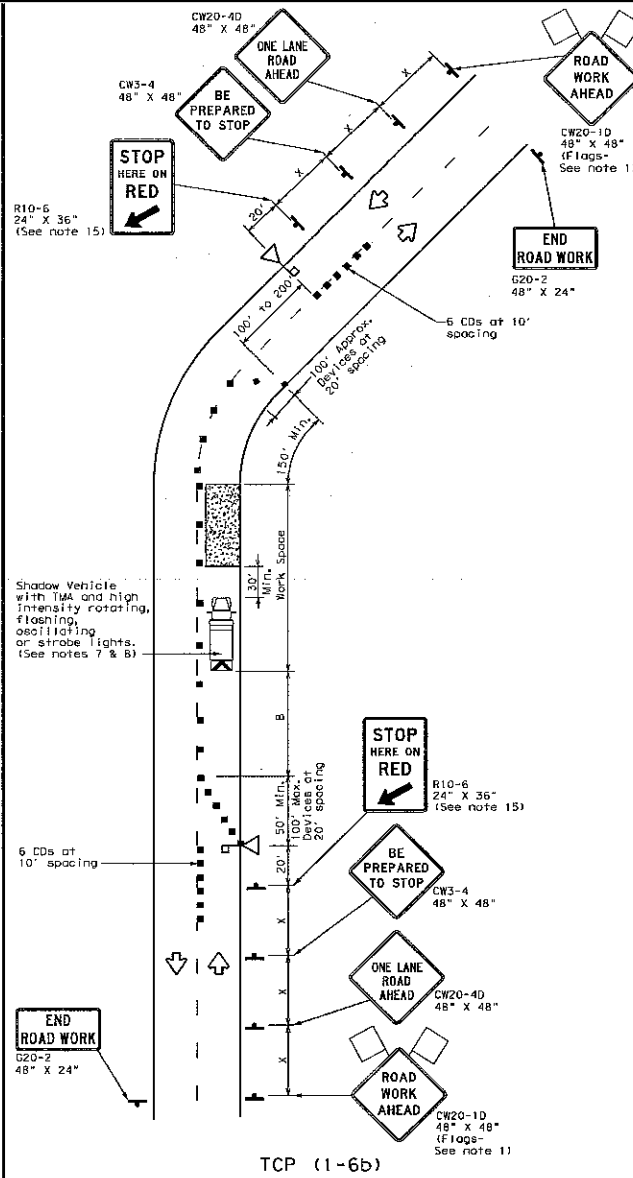 CW20-4D
48" X 48"
ONE LANE
ROAD
AHEAD
ROAD
WORK
AHEAD
CW20-1D
48" X 48"
(Flags-
See note 1
CW3-4
48" X 48"
BE
PREPARED
TO STOP
X
X
X
STOP
HERE ON
RED
R10-6
24" X 36"
(See note 15)
20'
END
ROAD WORK
G20-2
48" X 24"
100' to 200'
6 CDs at 10'
spacing
100' Approx.
Devices at
20' spacing
150' Min.
Work Space
30'
Min.
Shadow Vehicle
with TMA and high
intensity rotating,
flashing,
oscillating
or strobe lights.
(See notes 7 & 8)
B
STOP
HERE ON
RED
R10-6
24" X 36"
(See note 15)
50' Min.
100' Max.
Devices at
20' spacing
20'
6 CDs at
10' spacing
BE
PREPARED
TO STOP
CW3-4
48" X 48"
X
X
X
ONE LANE
ROAD
AHEAD
CW20-4D
48" X 48"
END
ROAD WORK
G20-2
48" X 24"
ROAD
WORK
AHEAD
CW20-1D
48" X 48"
(Flags-
See note 1)
TCP (1-6b)